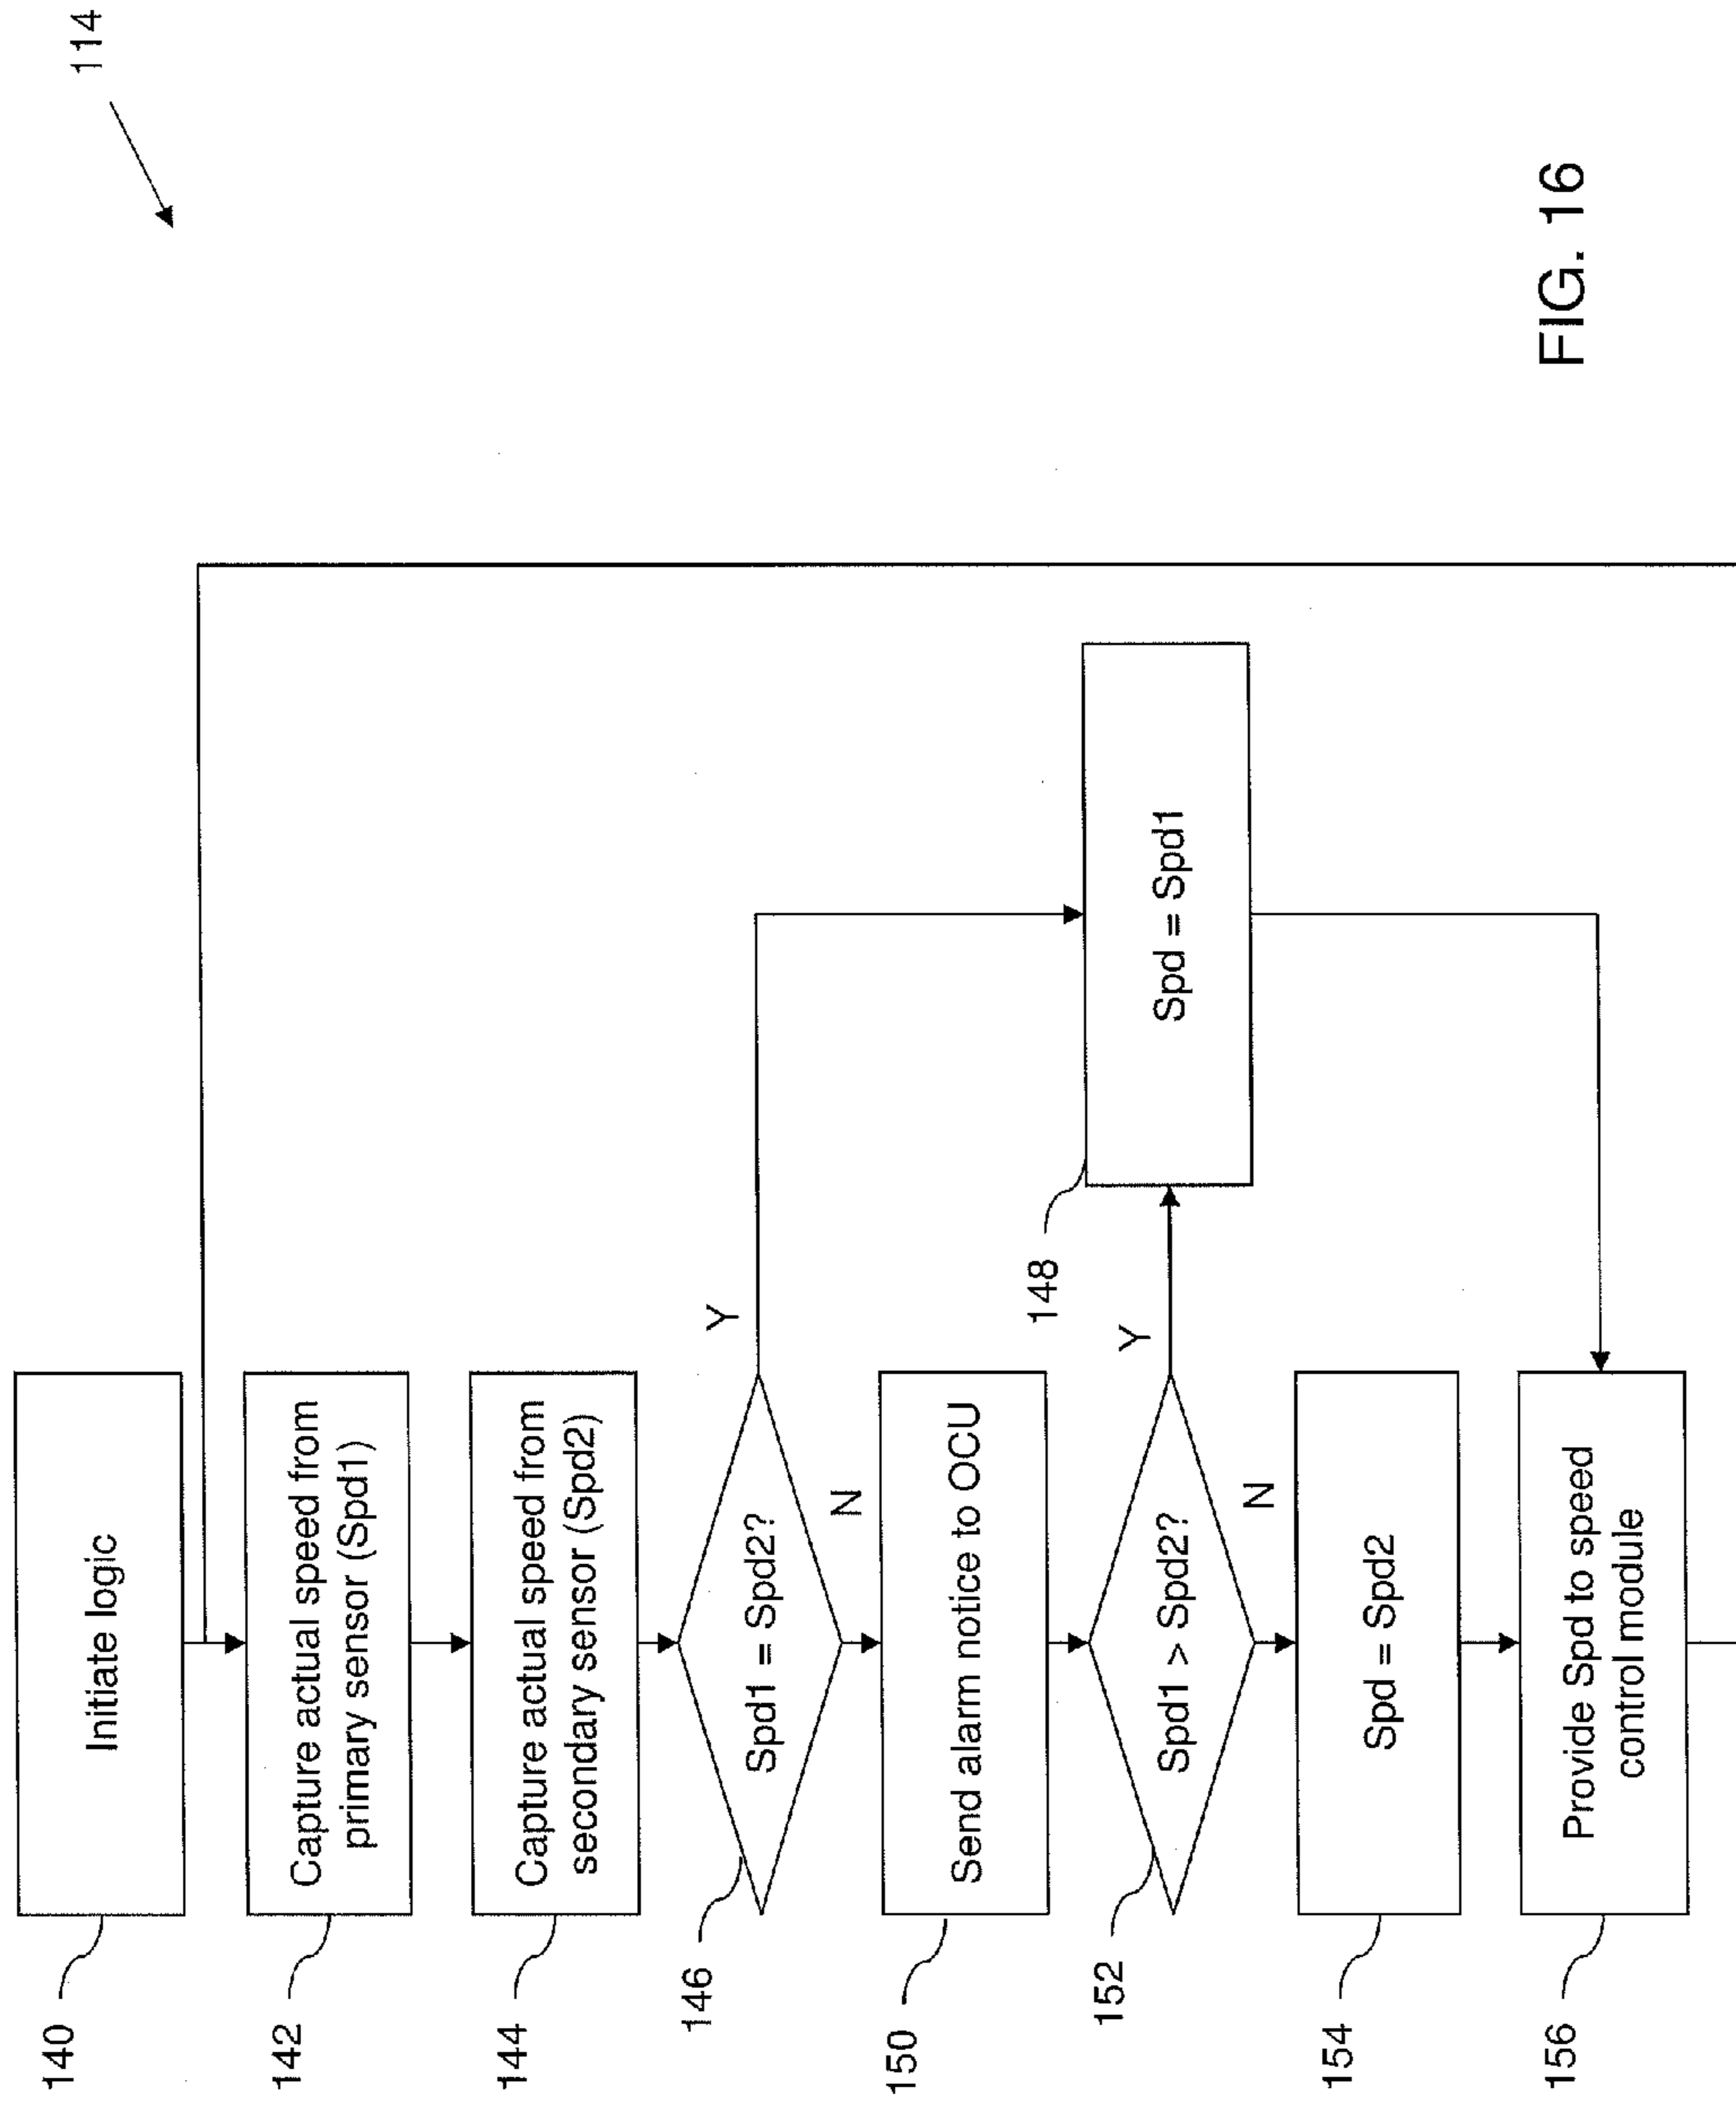 114
140
Initiate logic
142
Capture actual speed from
primary sensor (Spd1)
144
Capture actual speed from
secondary sensor (Spd2)
146
Spd1 = Spd2?
Y
N
150
Send alarm notice to OCU
152
Spd1 > Spd2?
Y
148
Spd = Spd1
N
154
Spd = Spd2
156
Provide Spd to speed
control module
FIG. 16